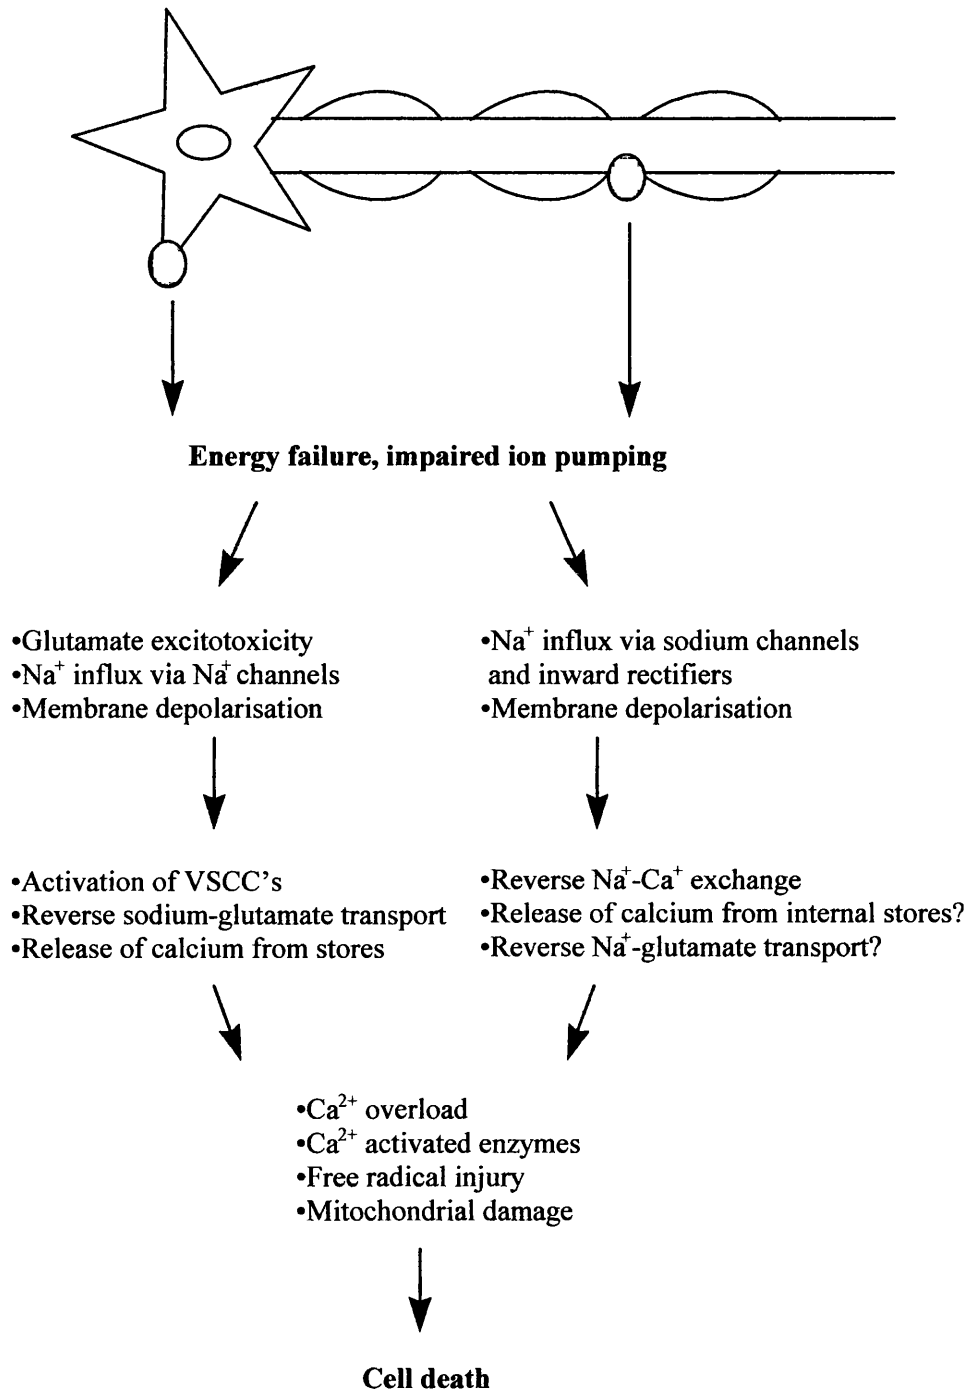 Energy failure, impaired ion pumping
•Glutamate excitotoxicity
•Na⁺ influx via Na⁺ channels
•Membrane depolarisation
•Na⁺ influx via sodium channels
and inward rectifiers
•Membrane depolarisation
•Activation of VSCC's
•Reverse sodium-glutamate transport
•Release of calcium from stores
•Reverse Na⁺-Ca⁺ exchange
•Release of calcium from internal stores?
•Reverse Na⁺-glutamate transport?
•Ca²⁺ overload
•Ca²⁺ activated enzymes
•Free radical injury
•Mitochondrial damage
Cell death